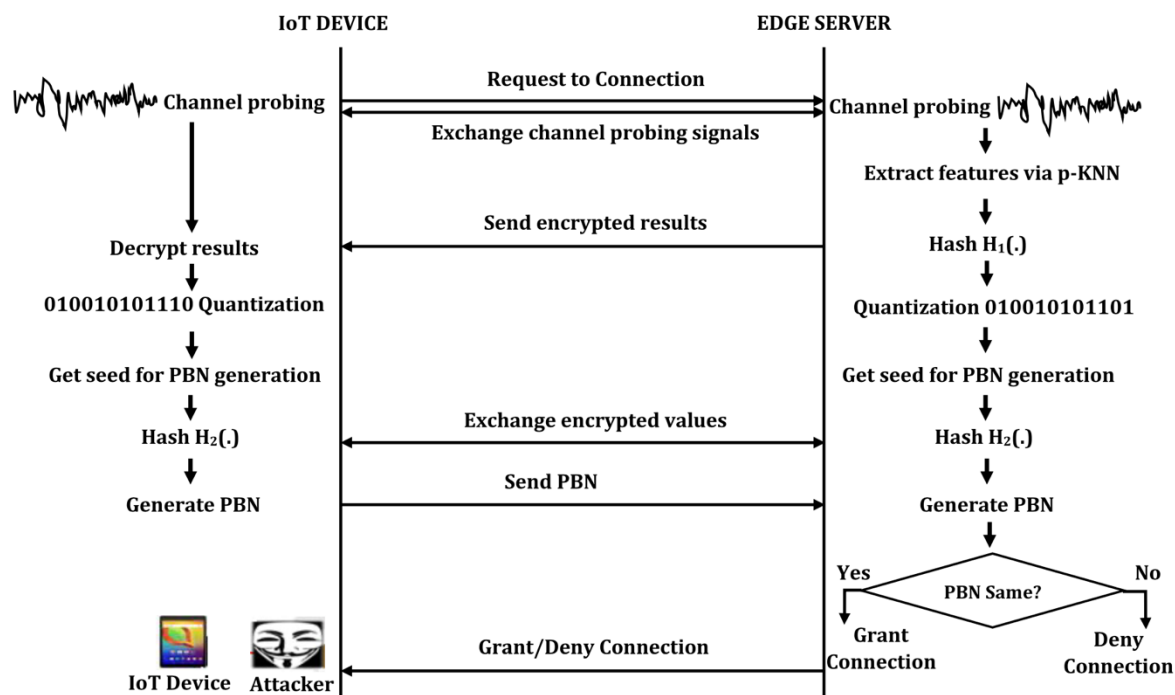 IoT DEVICE
EDGE SERVER
Request to Connection
Channel probing
Channel probing
Exchange channel probing signals
Extract features via p-KNN
Send encrypted results
Decrypt results
Hash H₁(.)
010010101110 Quantization
Quantization 010010101101
Get seed for PBN generation
Get seed for PBN generation
Exchange encrypted values
Hash H₂(.)
Hash H₂(.)
Send PBN
Generate PBN
Generate PBN
Yes
No
PBN Same?
Grant
Connection
Deny
Connection
Grant/Deny Connection
IoT Device
Attacker